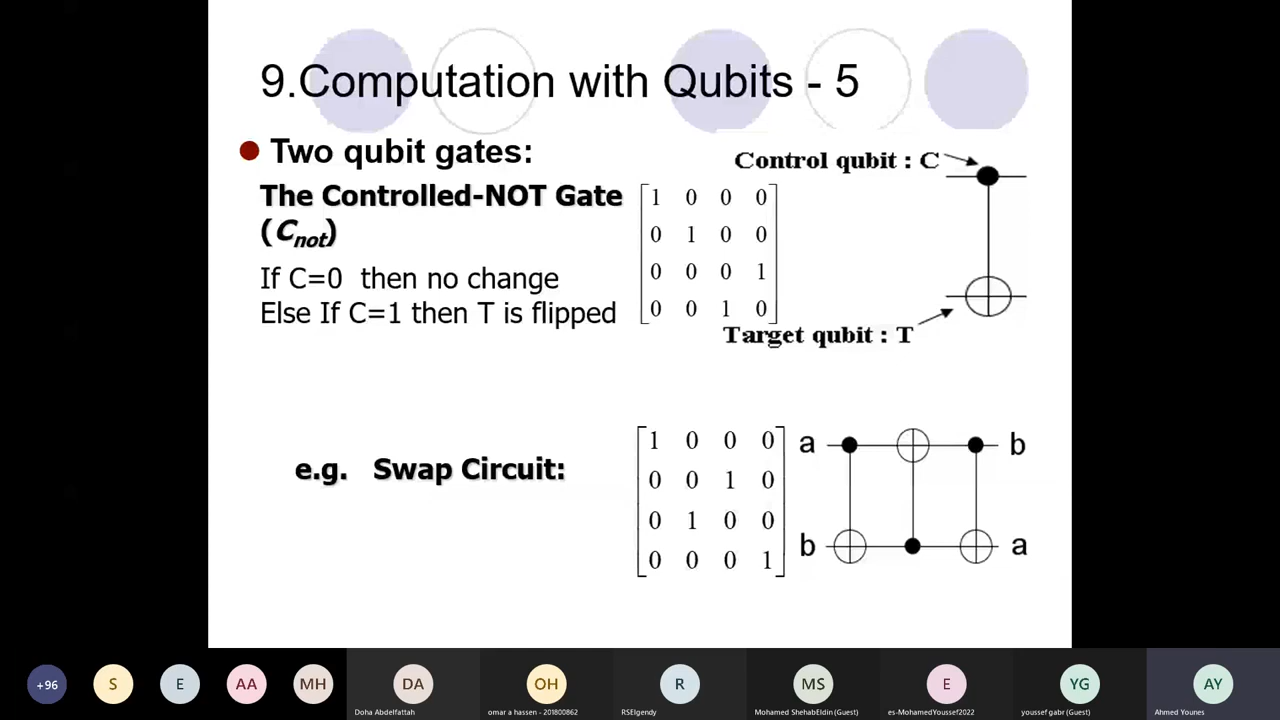 9.Computation with Qubits - 5
Two qubit gates:
Control qubit : C
The Controlled-NOT Gate
(Cnot)
If C=0 then no change
Else If C=1 then T is flipped
1 0 0 0
0 1 0 0
0 0 0 1
0 0 1 0
Target qubit : T
e.g. Swap Circuit:
1 0 0 0
0 0 1 0
0 1 0 0
0 0 0 1
a b
b a
+96 S E AA MH DA OH R MS E YG AY
Doha Abdelfattah omar a hassen - 201800862 RSElgendy Mohamed ShehabEldin (Guest) es-MohamedYoussef2022 youssef gabr (Guest) Ahmed Younes